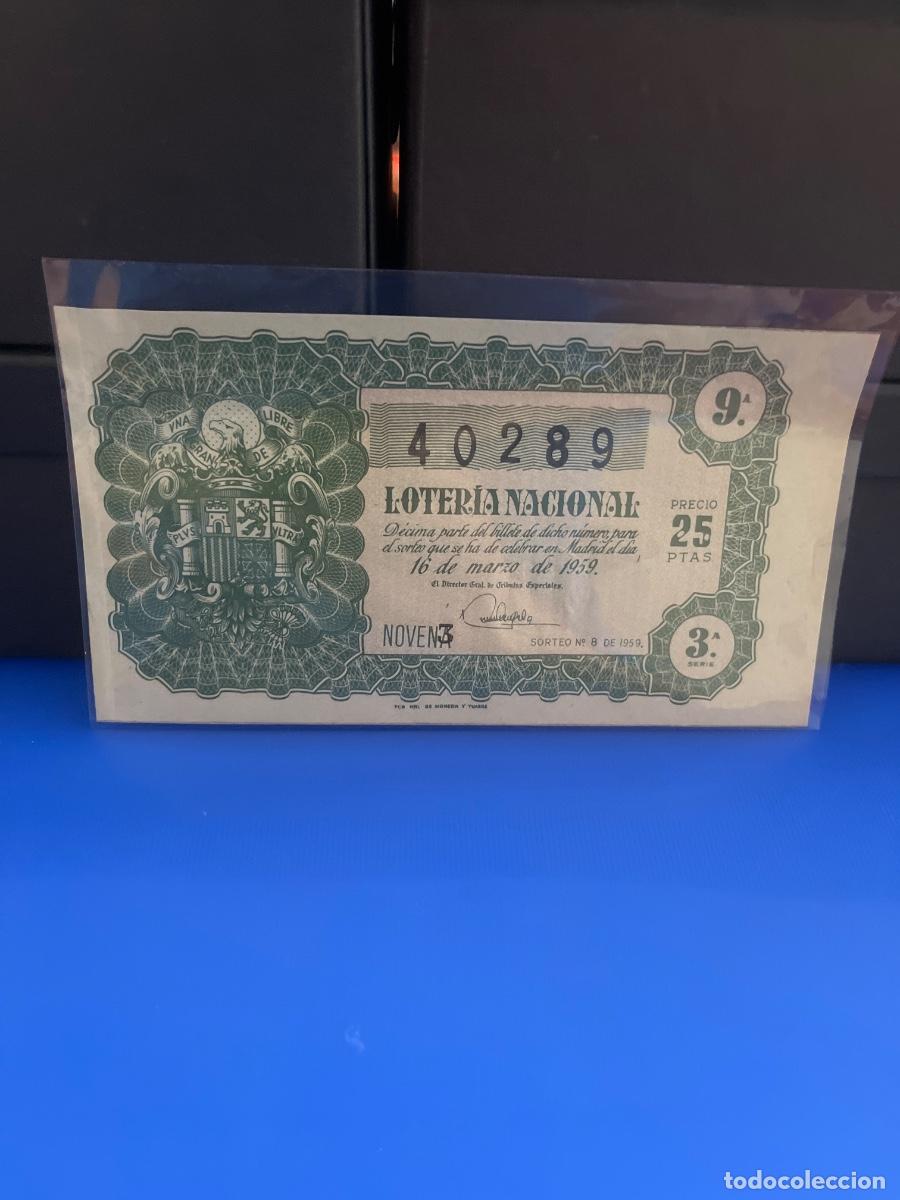 VNA
LIBRE
GRANDE
PLVS
VLTRA
40289
LOTERÍA NACIONAL
Décima parte del billete de dicho número, para
el sorteo que se ha de celebrar en Madrid el día
16 de marzo de 1959.
El Director Gral. de Tributos Especiales,
NOVENA
3
SORTEO Nº 8 DE 1959.
9.ª
PRECIO
25
PTAS
3.ª
SERIE
FCA NAL DE MONEDA Y TIMBRE
todocoleccion